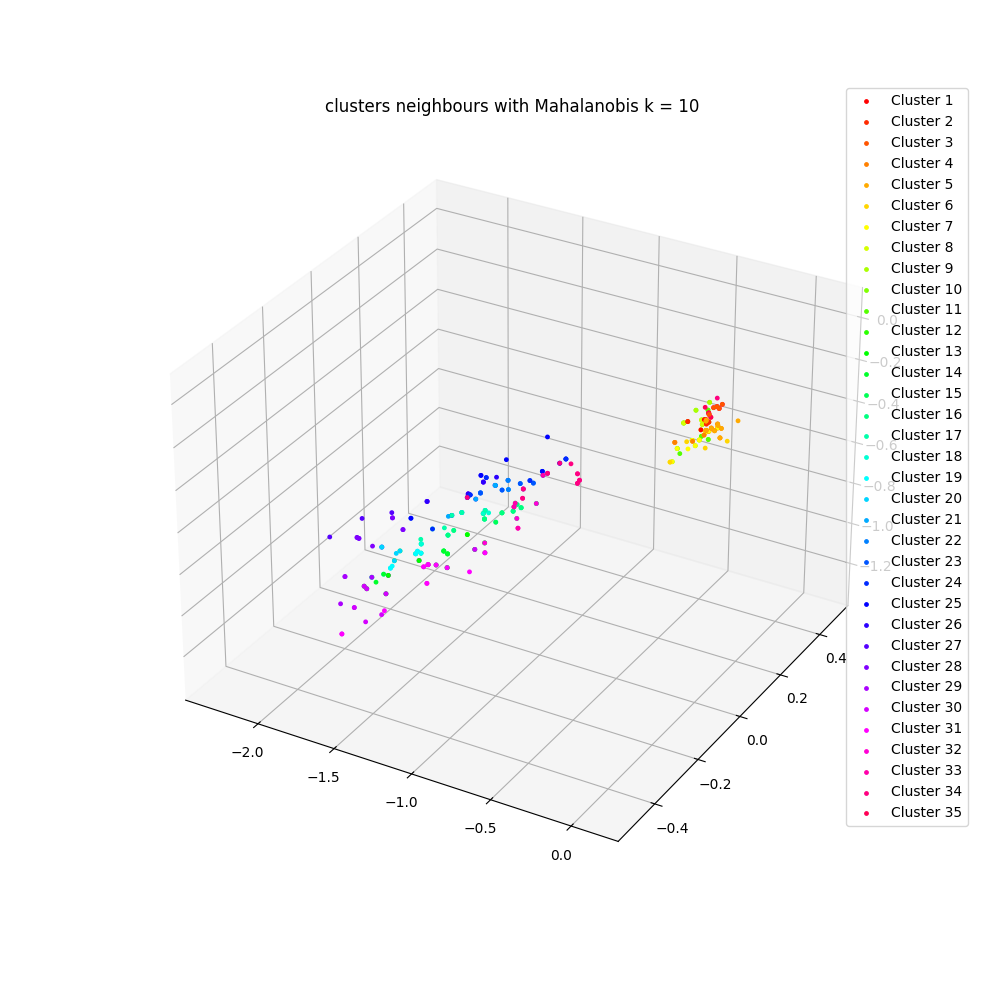 clusters neighbours with Mahalanobis k = 10
Cluster 1
Cluster 2
Cluster 3
Cluster 4
Cluster 5
Cluster 6
Cluster 7
Cluster 8
Cluster 9
Cluster 10
Cluster 11
Cluster 12
Cluster 13
Cluster 14
Cluster 15
Cluster 16
Cluster 17
Cluster 18
Cluster 19
Cluster 20
Cluster 21
Cluster 22
Cluster 23
Cluster 24
Cluster 25
Cluster 26
Cluster 27
Cluster 28
Cluster 29
Cluster 30
Cluster 31
Cluster 32
Cluster 33
Cluster 34
Cluster 35
0.0
−0.2
−0.4
−0.6
−0.8
−1.0
−1.2
0.4
0.2
0.0
−0.2
−0.4
−2.0
−1.5
−1.0
−0.5
0.0